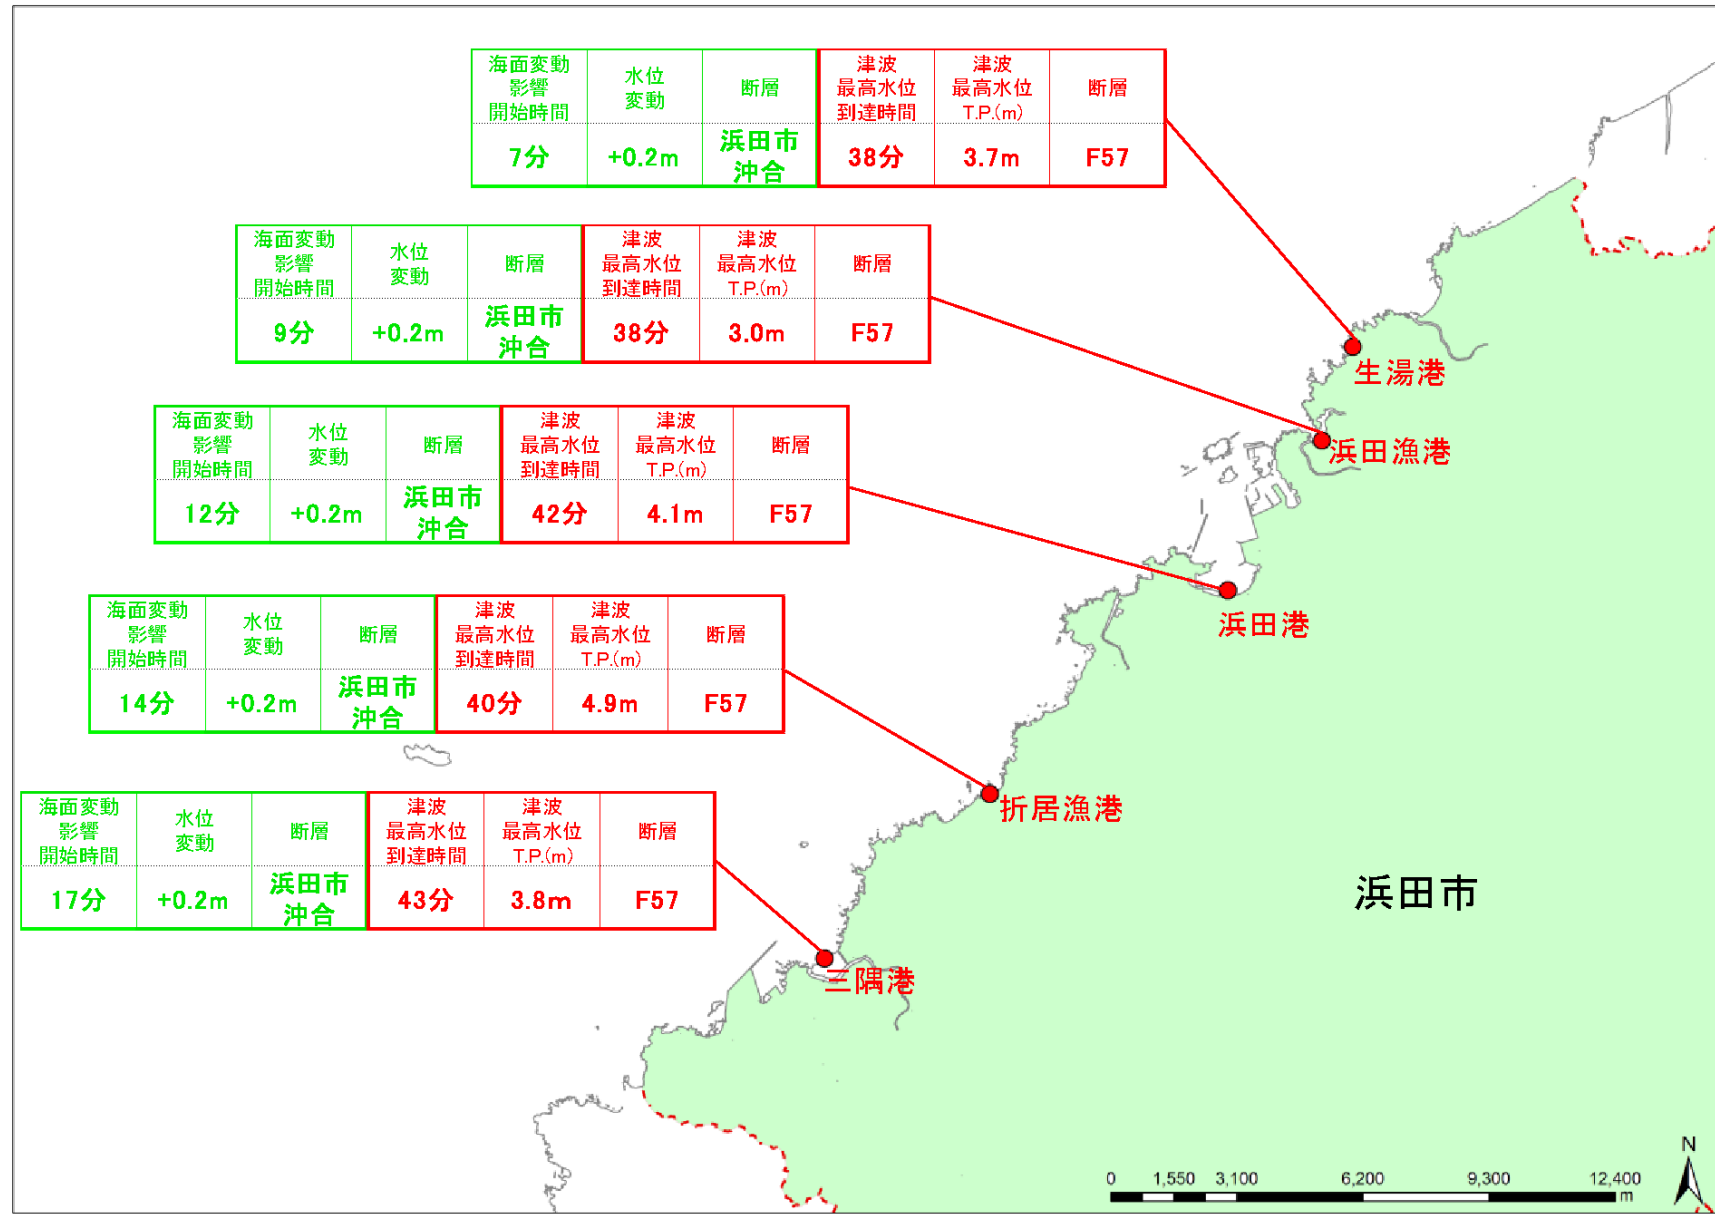 海面変動
影響
開始時間
水位
変動
断層
津波
最高水位
到達時間
津波
最高水位
T.P.(m)
断層
7分
+0.2m
浜田市
沖合
38分
3.7m
F57
海面変動
影響
開始時間
水位
変動
断層
津波
最高水位
到達時間
津波
最高水位
T.P.(m)
断層
9分
+0.2m
浜田市
沖合
38分
3.0m
F57
生湯港
浜田漁港
海面変動
影響
開始時間
水位
変動
断層
津波
最高水位
到達時間
津波
最高水位
T.P.(m)
断層
12分
+0.2m
浜田市
沖合
42分
4.1m
F57
浜田港
海面変動
影響
開始時間
水位
変動
断層
津波
最高水位
到達時間
津波
最高水位
T.P.(m)
断層
14分
+0.2m
浜田市
沖合
40分
4.9m
F57
折居漁港
海面変動
影響
開始時間
水位
変動
断層
津波
最高水位
到達時間
津波
最高水位
T.P.(m)
断層
17分
+0.2m
浜田市
沖合
43分
3.8m
F57
浜田市
三隅港
N
0 1,550 3,100 6,200 9,300 12,400
m